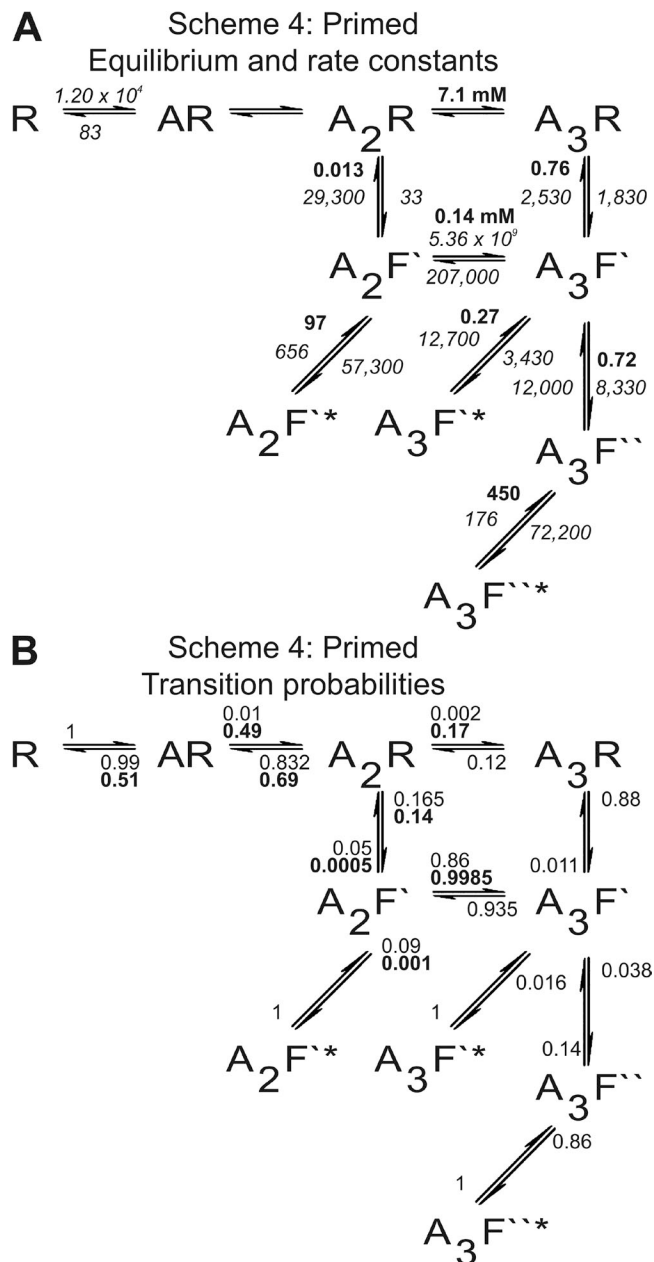 A
Scheme 4: Primed
Equilibrium and rate constants
1.20 x 10⁴
7.1 mM
R AR A₂R A₃R
83
0.013 0.76
29,300 33 2,530 1,830
0.14 mM
5.36 x 10⁹
A₂F` A₃F`
207,000
97 0.27
656 57,300 12,700 3,430 0.72
12,000 8,330
A₂F`* A₃F`*
A₃F``
450
176 72,200
A₃F``*
B
Scheme 4: Primed
Transition probabilities
1 0.01 0.002
0.49 0.17
R AR A₂R A₃R
0.99 0.832 0.12
0.51 0.69
0.165 0.88
0.14
0.05 0.86 0.011
0.0005 0.9985
A₂F` A₃F`
0.935
0.09
0.001
0.016 0.038
1 1
0.14
A₂F`* A₃F`*
A₃F``
0.86
1
A₃F``*